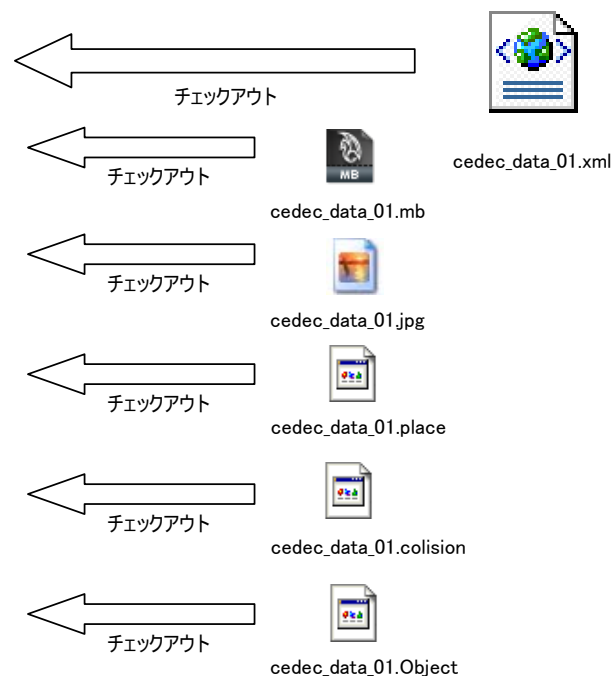 チェックアウト
cedec_data_01.xml
チェックアウト
MB
cedec_data_01.mb
チェックアウト
cedec_data_01.jpg
チェックアウト
cedec_data_01.place
チェックアウト
cedec_data_01.colision
チェックアウト
cedec_data_01.Object